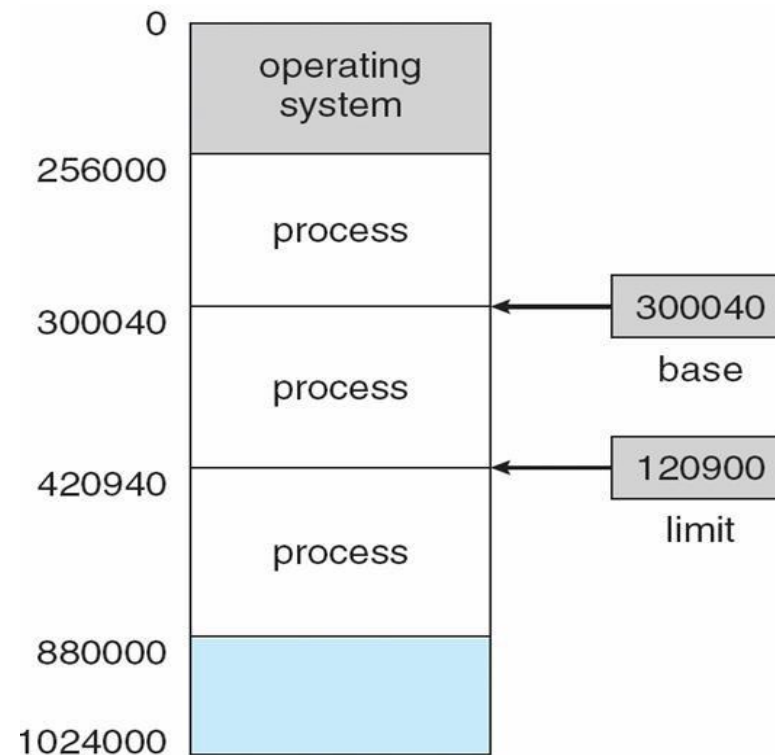 0
operating
system
256000
process
300040
300040
base
process
420940
120900
limit
process
880000
1024000